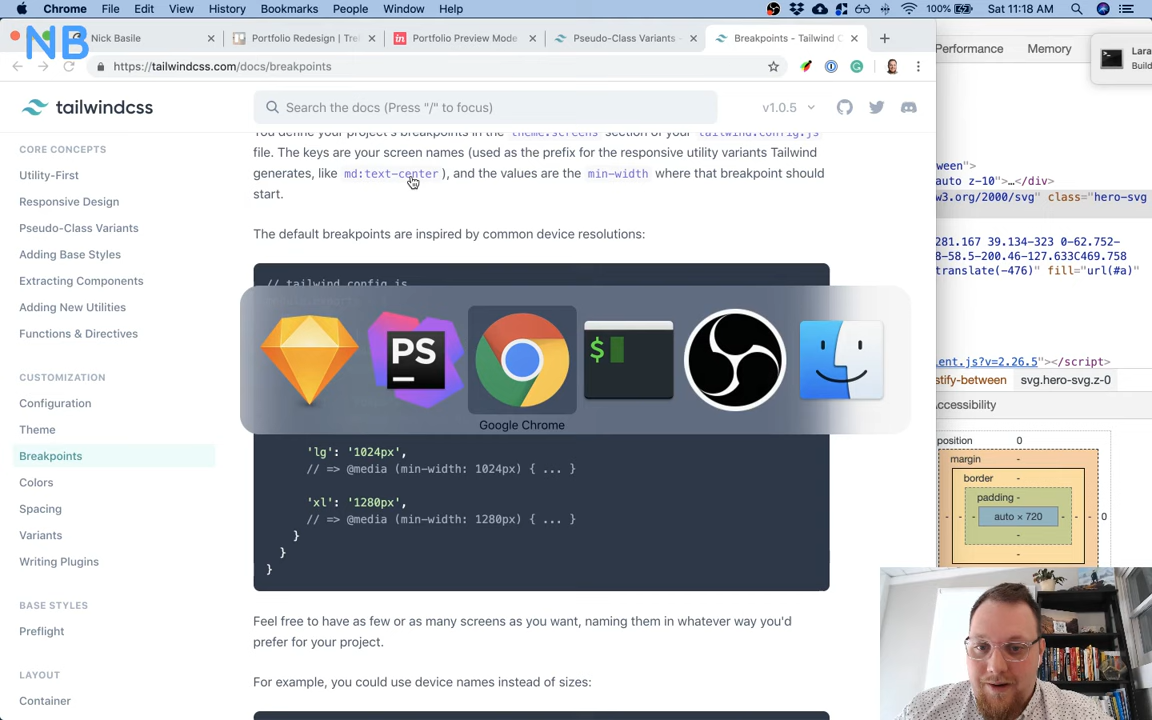 Chrome File Edit View History Bookmarks People Window Help
100% Sat 11:18 AM
NB
Nick Basile
Portfolio Redesign | Trel
Portfolio Preview Mode
Pseudo-Class Variants -
Breakpoints - Tailwind C
https://tailwindcss.com/docs/breakpoints
Performance Memory
Lara
Build
tailwindcss
Search the docs (Press "/" to focus)
v1.0.5
You define your project's breakpoints in the theme.screens section of your tailwind.config.js
file. The keys are your screen names (used as the prefix for the responsive utility variants Tailwind
generates, like md:text-center), and the values are the min-width where that breakpoint should
start.
The default breakpoints are inspired by common device resolutions:
// tailwind.config.js
PS
$
Google Chrome
'lg': '1024px',
// => @media (min-width: 1024px) { ... }
'xl': '1280px',
// => @media (min-width: 1280px) { ... }
}
}
}
Feel free to have as few or as many screens as you want, naming them in whatever way you'd
prefer for your project.
For example, you could use device names instead of sizes:
CORE CONCEPTS
Utility-First
Responsive Design
Pseudo-Class Variants
Adding Base Styles
Extracting Components
Adding New Utilities
Functions & Directives
CUSTOMIZATION
Configuration
Theme
Breakpoints
Colors
Spacing
Variants
Writing Plugins
BASE STYLES
Preflight
LAYOUT
Container
ween">
auto z-10">…</div>
w3.org/2000/svg" class="hero-svg
281.167 39.134-323 0-62.752-
8-58.5-200.46-127.633C469.758
translate(-476)" fill="url(#a)"
ent.js?v=2.26.5"></script>
stify-between svg.hero-svg.z-0
Accessibility
position 0
margin -
border -
padding -
auto × 720
0